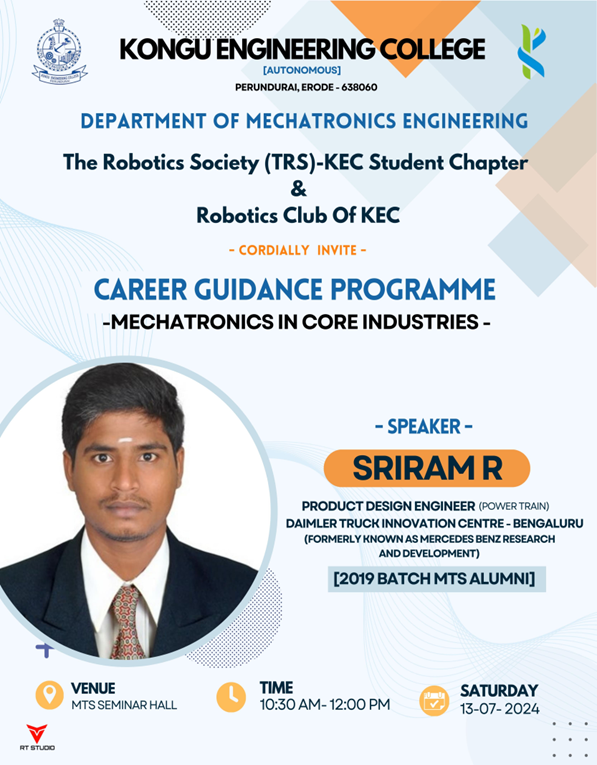 KONGU ENGINEERING COLLEGE
[AUTONOMOUS]
PERUNDURAI, ERODE - 638060
DEPARTMENT OF MECHATRONICS ENGINEERING
The Robotics Society (TRS)-KEC Student Chapter
&
Robotics Club Of KEC
- CORDIALLY INVITE -
CAREER GUIDANCE PROGRAMME
-MECHATRONICS IN CORE INDUSTRIES -
- SPEAKER -
SRIRAM R
PRODUCT DESIGN ENGINEER (POWER TRAIN)
DAIMLER TRUCK INNOVATION CENTRE - BENGALURU
(FORMERLY KNOWN AS MERCEDES BENZ RESEARCH
AND DEVELOPMENT)
[2019 BATCH MTS ALUMNI]
VENUE
MTS SEMINAR HALL
TIME
10:30 AM- 12:00 PM
SATURDAY
13-07- 2024
RT STUDIO